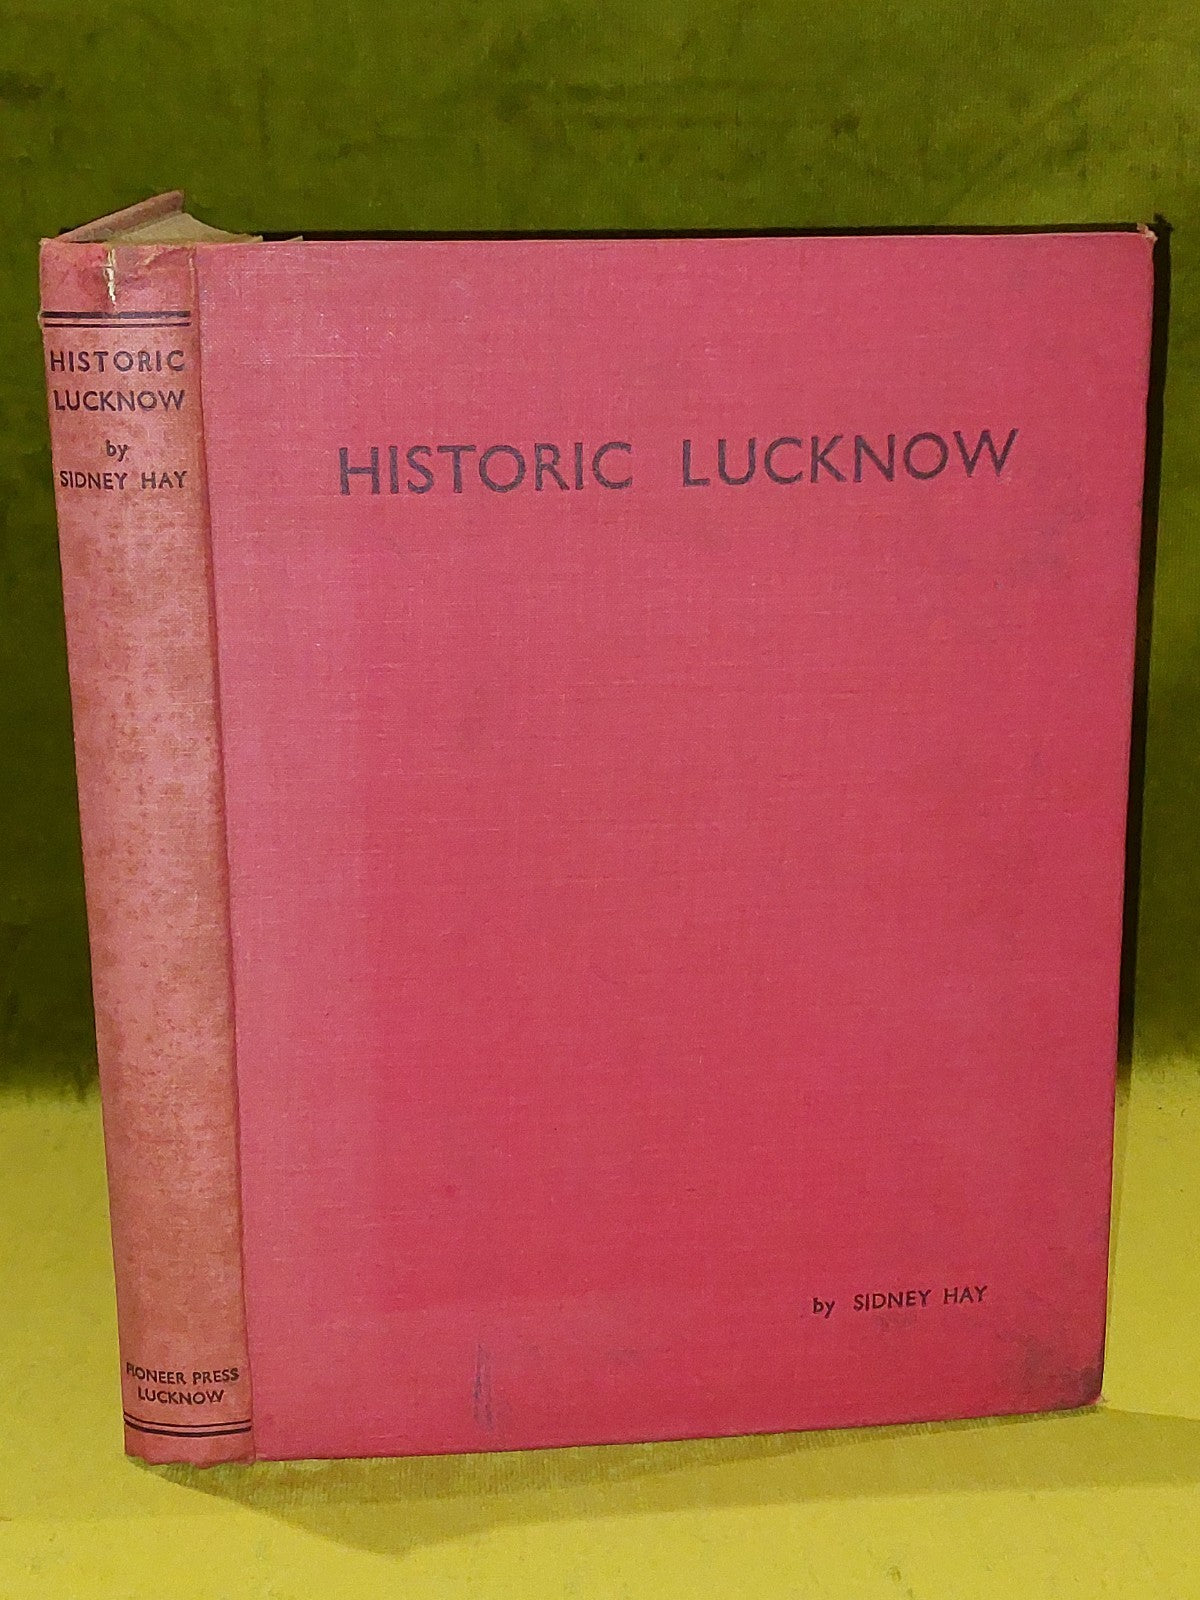 HISTORIC
LUCKNOW
by
SIDNEY HAY
PIONEER PRESS
LUCKNOW
HISTORIC LUCKNOW
by SIDNEY HAY